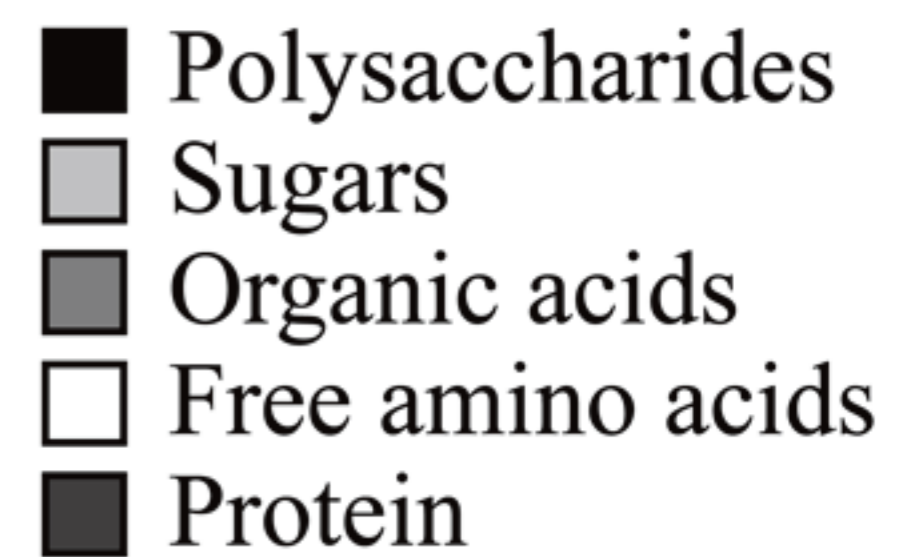 Polysaccharides
Sugars
Organic acids
Free amino acids
Protein